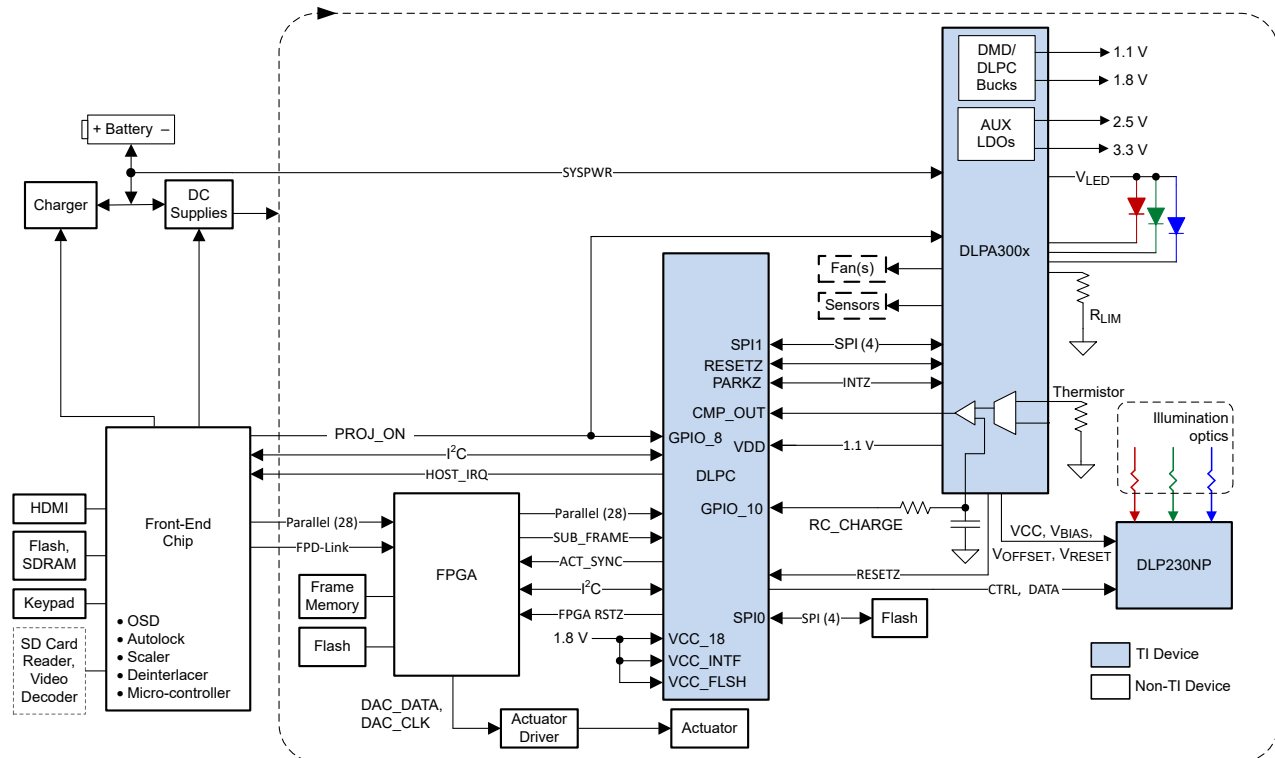 DMD/
DLPC
Bucks
1.1 V
1.8 V
AUX
LDOs
2.5 V
3.3 V
+ Battery –
SYSPWR
Charger
DC
Supplies
VLED
DLPA300x
Fan(s)
Sensors
RLIM
SPI1
SPI (4)
RESETZ
PARKZ
INTZ
Thermistor
CMP_OUT
Illumination
optics
PROJ_ON
GPIO_8
VDD
1.1 V
I2C
HOST_IRQ
DLPC
HDMI
Front-End
Chip
Parallel (28)
Parallel (28)
GPIO_10
RC_CHARGE
VCC, VBIAS,
VOFFSET, VRESET
Flash,
SDRAM
FPD-Link
FPGA
SUB_FRAME
ACT_SYNC
RESETZ
DLP230NP
Keypad
Frame
Memory
I2C
CTRL, DATA
FPGA RSTZ
SPI0
SPI (4)
Flash
• OSD
• Autolock
• Scaler
• Deinterlacer
• Micro-controller
SD Card
Reader,
Video
Decoder
Flash
1.8 V
VCC_18
VCC_INTF
VCC_FLSH
TI Device
Non-TI Device
DAC_DATA,
DAC_CLK
Actuator
Driver
Actuator